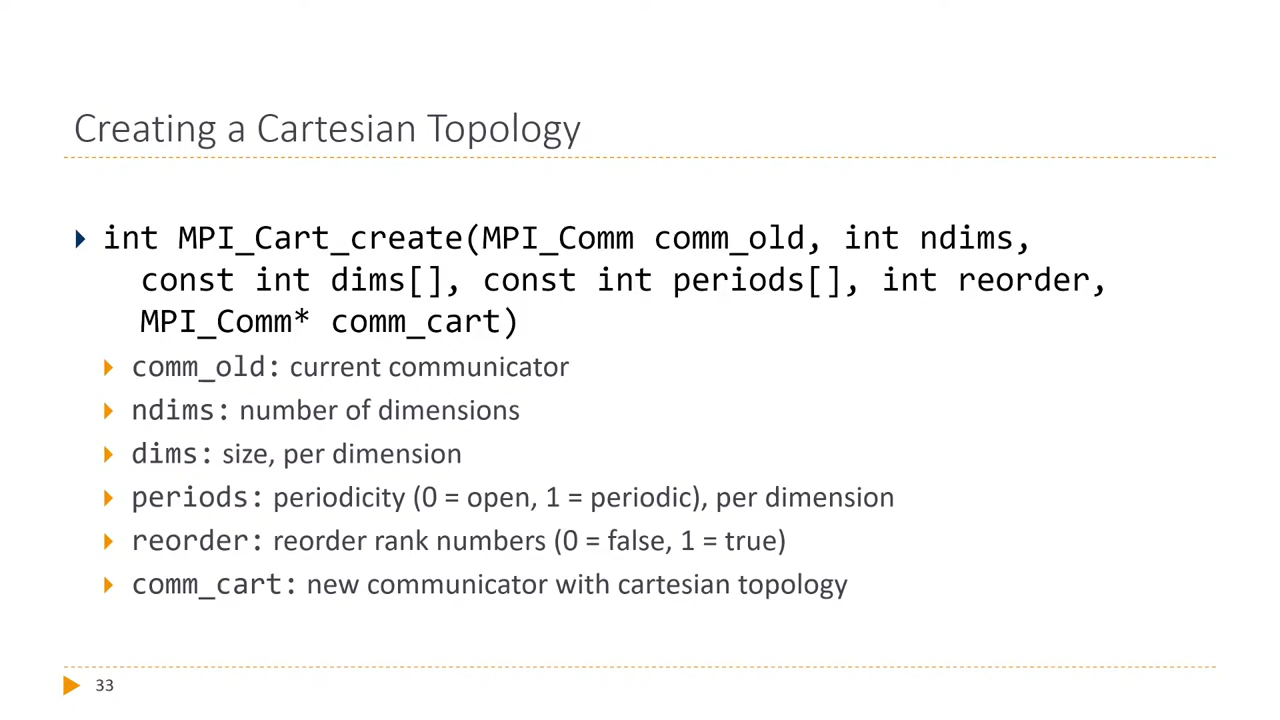 Creating a Cartesian Topology
int MPI_Cart_create(MPI_Comm comm_old, int ndims,
const int dims[], const int periods[], int reorder,
MPI_Comm* comm_cart)
comm_old: current communicator
ndims: number of dimensions
dims: size, per dimension
periods: periodicity (0 = open, 1 = periodic), per dimension
reorder: reorder rank numbers (0 = false, 1 = true)
comm_cart: new communicator with cartesian topology
33